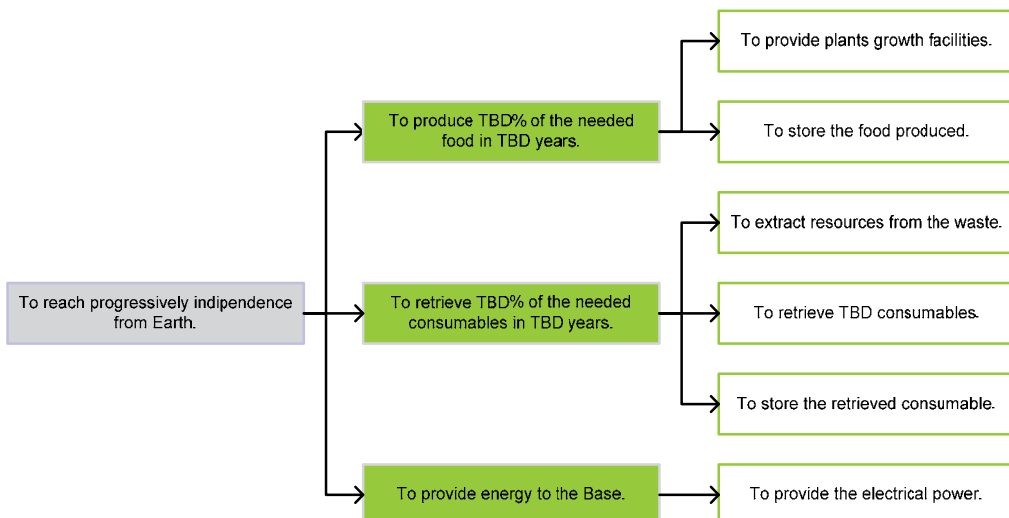 To reach progressively indipendence
from Earth.
To produce TBD% of the needed
food in TBD years.
To retrieve TBD% of the needed
consumables in TBD years.
To provide energy to the Base.
To provide plants growth facilities.
To store the food produced.
To extract resources from the waste.
To retrieve TBD consumables.
To store the retrieved consumable.
To provide the electrical power.